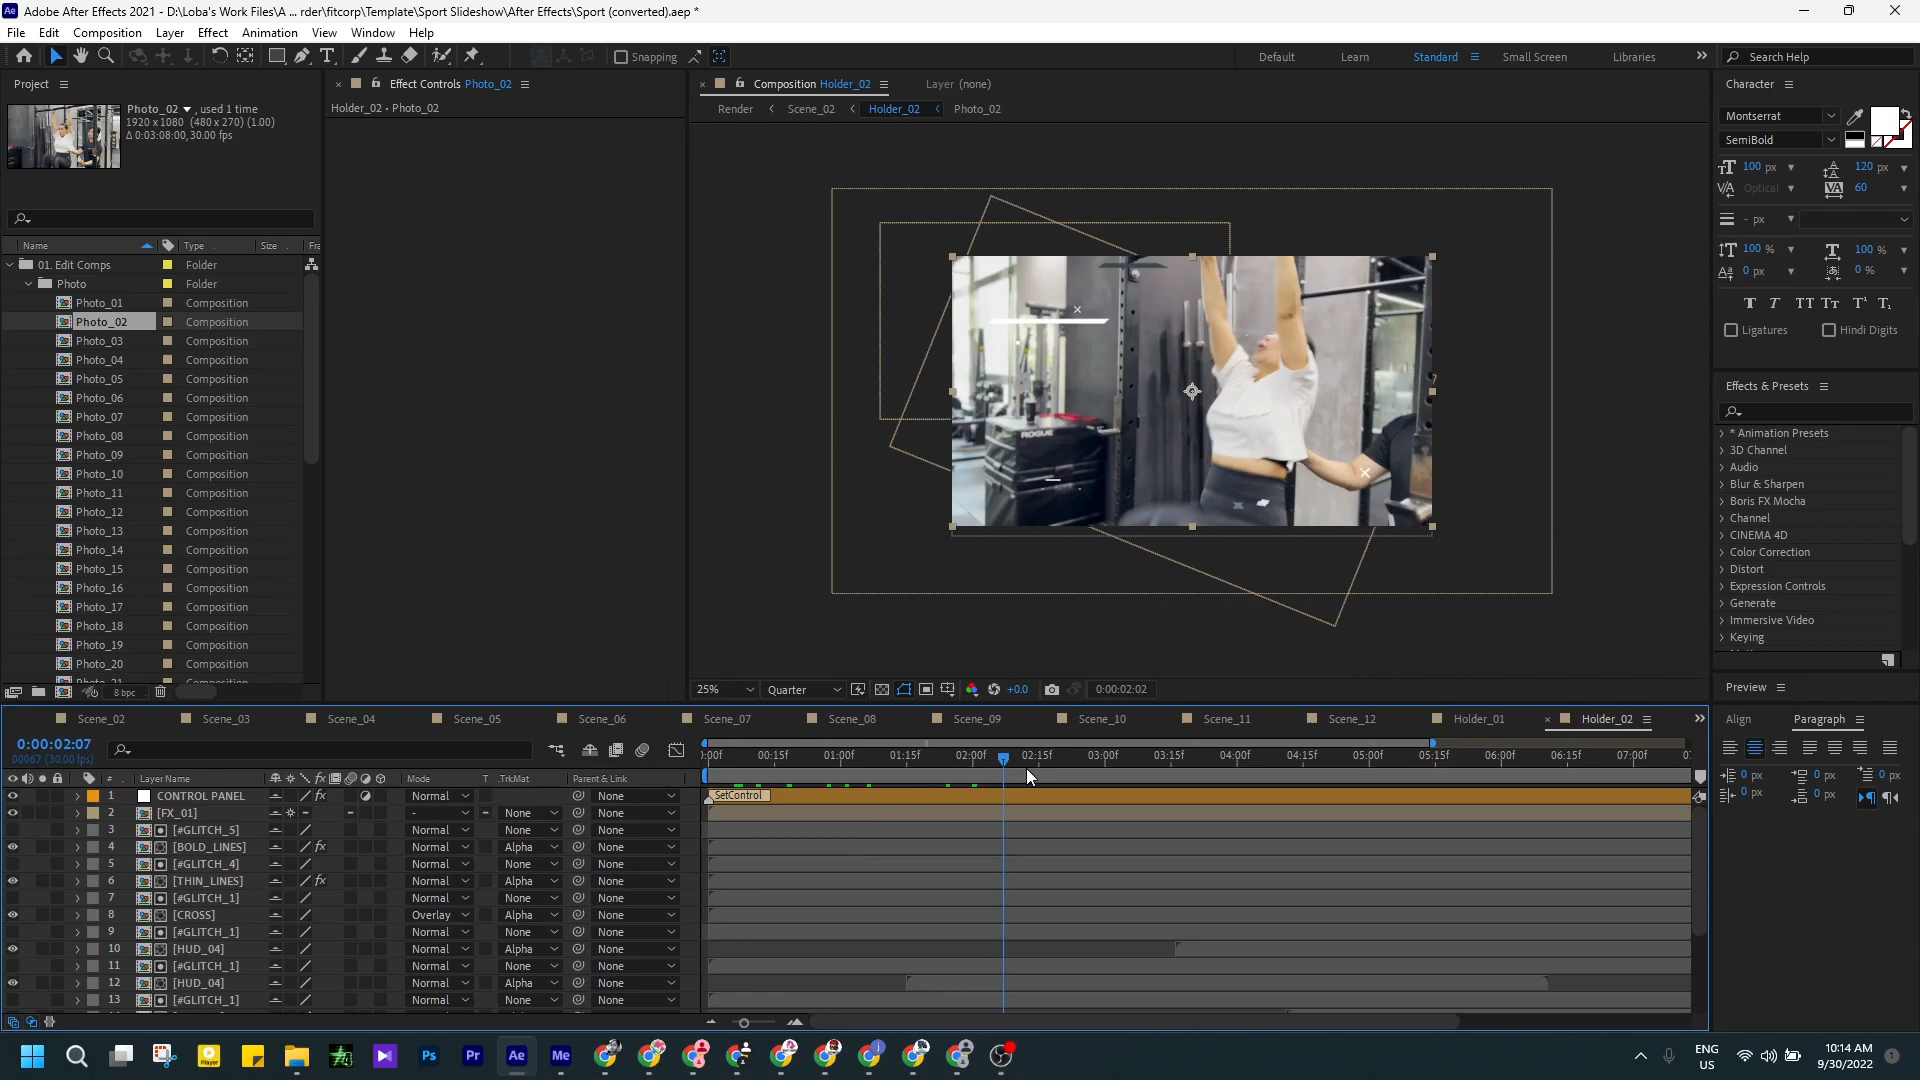 Adobe After Effects 2021 - D:\Loba's Work Files\A ... rder\fitcorp\Template\Sport Slideshow\After Effects\Sport (converted).aep *
File Edit Composition Layer Effect Animation View Window Help
Snapping
Default Learn Standard Small Screen Libraries Search Help
Project
Effect Controls Photo_02
Composition Holder_02
Layer (none)
Character
Photo_02 , used 1 time
1920 x 1080 (480 x 270) (1.00)
Δ 0:03:08:00, 30.00 fps
Holder_02 • Photo_02
Render Scene_02 Holder_02 Photo_02
Montserrat
SemiBold
100 px 120 px
Optical 60
- px
100 % 100 %
0 px 0 %
Ligatures Hindi Digits
Name Type Size Fra
01. Edit Comps Folder
Photo Folder
Photo_01 Composition
Photo_02 Composition
Photo_03 Composition
Photo_04 Composition
Photo_05 Composition
Photo_06 Composition
Photo_07 Composition
Photo_08 Composition
Photo_09 Composition
Photo_10 Composition
Photo_11 Composition
Photo_12 Composition
Photo_13 Composition
Photo_14 Composition
Photo_15 Composition
Photo_16 Composition
Photo_17 Composition
Photo_18 Composition
Photo_19 Composition
Photo_20 Composition
8 bpc
ROGUE
Effects & Presets
* Animation Presets
3D Channel
Audio
Blur & Sharpen
Boris FX Mocha
Channel
CINEMA 4D
Color Correction
Distort
Expression Controls
Generate
Immersive Video
Keying
Preview
Align Paragraph
0 px 0 px 0 px
0 px 0 px
25% Quarter +0.0 0:00:02:02
Scene_02 Scene_03 Scene_04 Scene_05 Scene_06 Scene_07 Scene_08 Scene_09 Scene_10 Scene_11 Scene_12 Holder_01 Holder_02
0:00:02:07
00067 (30.00 fps)
:00f 00:15f 01:00f 01:15f 02:00f 02:15f 03:00f 03:15f 04:00f 04:15f 05:00f 05:15f 06:00f 06:15f 07:00f
# Layer Name Mode T .TrkMat Parent & Link
1 CONTROL PANEL Normal None
SetControl
2 [FX_01] - None None
3 [#GLITCH_5] Normal None None
4 [BOLD_LINES] Normal Alpha None
5 [#GLITCH_4] Normal None None
6 [THIN_LINES] Normal Alpha None
7 [#GLITCH_1] Normal None None
8 [CROSS] Overlay Alpha None
9 [#GLITCH_1] Normal None None
10 [HUD_04] Normal Alpha None
11 [#GLITCH_1] Normal None None
12 [HUD_04] Normal Alpha None
13 [#GLITCH_1] Normal None None
Player Ps Pr Ae Me
ENG
US
10:14 AM
9/30/2022